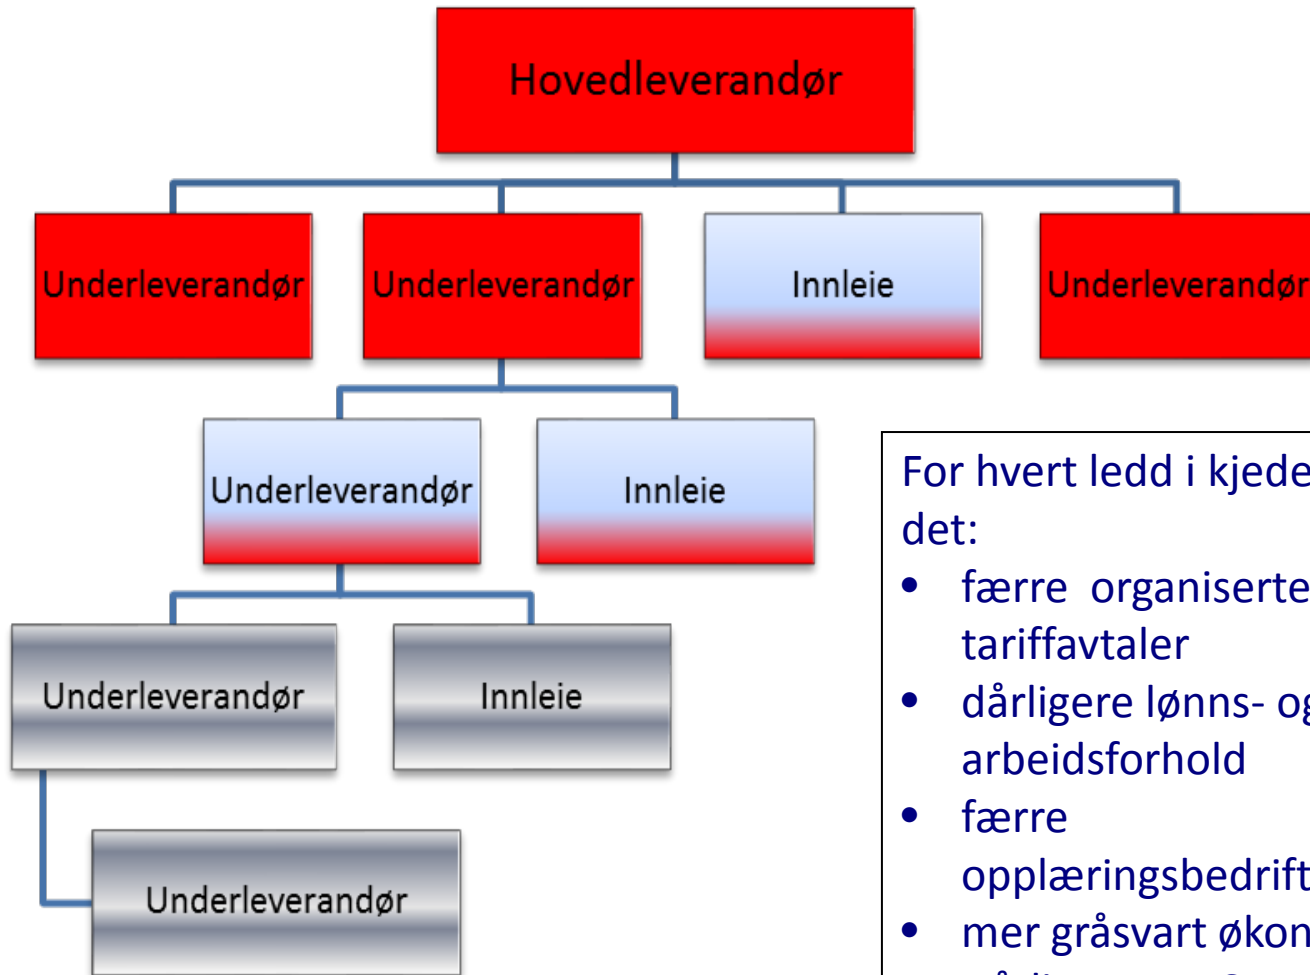 Hovedleverandør
Underleverandør
Underleverandør
Innleie
Underleverandør
Underleverandør
Innleie
Underleverandør
Innleie
Underleverandør
For hvert ledd i kjede
det:
• færre organiserte
tariffavtaler
• dårligere lønns- og
arbeidsforhold
• færre
opplæringsbedrift
• mer gråsvart økon